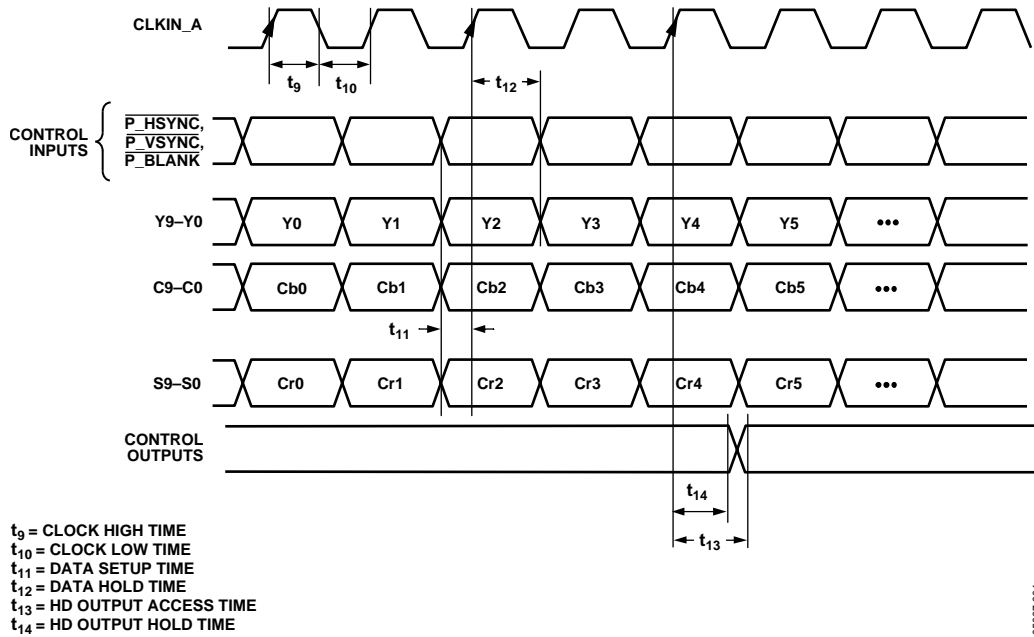 CLKIN_A
t9
t10
t12
CONTROL
INPUTS
P_HSYNC,
P_VSYNC,
P_BLANK
Y9–Y0
Y0
Y1
Y2
Y3
Y4
Y5
•••
C9–C0
Cb0
Cb1
Cb2
Cb3
Cb4
Cb5
•••
t11
S9–S0
Cr0
Cr1
Cr2
Cr3
Cr4
Cr5
•••
CONTROL
OUTPUTS
t14
t13
t9 = CLOCK HIGH TIME
t10 = CLOCK LOW TIME
t11 = DATA SETUP TIME
t12 = DATA HOLD TIME
t13 = HD OUTPUT ACCESS TIME
t14 = HD OUTPUT HOLD TIME